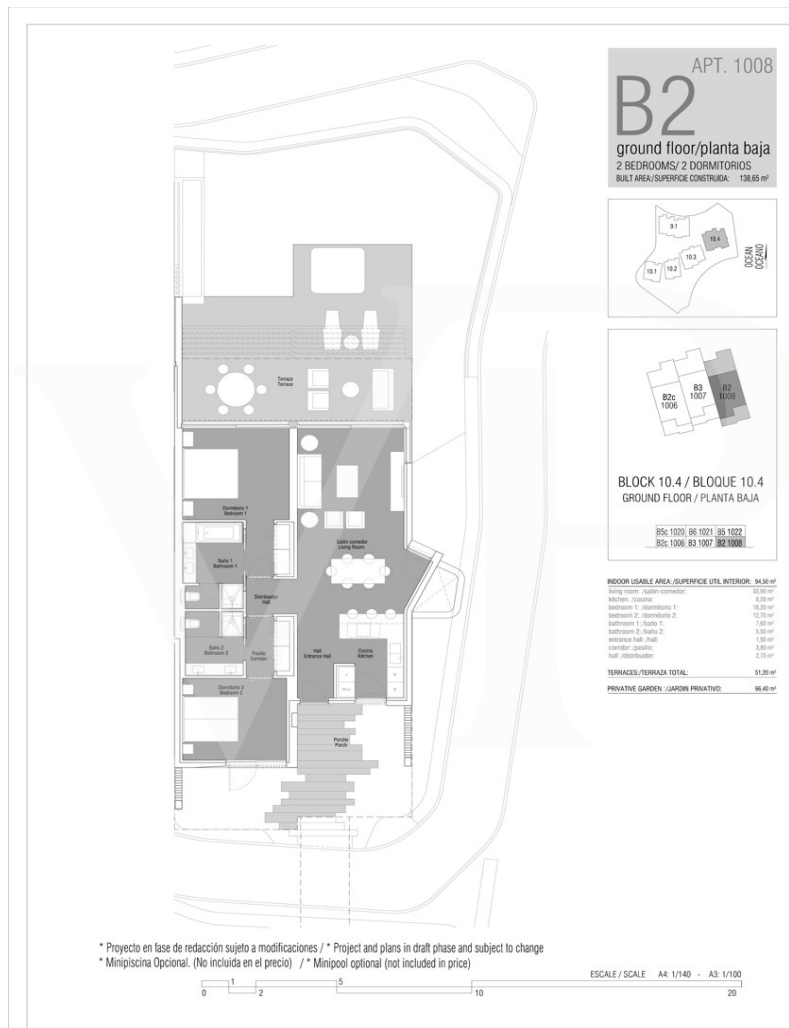 APT. 1008
B2
ground floor/planta baja
2 BEDROOMS/ 2 DORMITORIOS
BUILT AREA:/SUPERFICIE CONSTRUIDA: 138,65 m²
9.1
10.4
10.3
10.2
10.1
OCEAN
OCEANO
B2c
1006
B3
1007
B2
1008
BLOCK 10.4 / BLOQUE 10.4
GROUND FLOOR / PLANTA BAJA
B5c 1020 B6 1021 B5 1022
B2c 1006 B3 1007 B2 1008
INDOOR USABLE AREA:/SUPERFICIE UTIL INTERIOR: 94,50 m²
living room: /salón-comedor: 33,90 m²
kitchen: /cocina: 8,20 m²
bedroom 1: /dormitorio 1: 18,20 m²
bedroom 2: /dormitorio 2: 12,70 m²
bathroom 1:/baño 1: 7,60 m²
bathroom 2:/baño 2: 5,50 m²
entrance hall: /hall: 1,90 m²
corridor: /pasillo: 3,80 m²
hall: /distribuidor: 2,70 m²
TERRACES:/TERRAZA TOTAL: 51,20 m²
PRIVATIVE GARDEN :/JARDIN PRIVATIVO: 66,40 m²
Terraza
Terrace
Dormitorio 1
Bedroom 1
Salón comedor
Living Room
Baño 1
Bathroom 1
Distribuidor
Hall
Baño 2
Bathroom 2
Pasillo
Corridor
Hall
Entrance Hall
Cocina
Kitchen
Dormitorio 2
Bedroom 2
Porche
Porch
* Proyecto en fase de redacción sujeto a modificaciones / * Project and plans in draft phase and subject to change
* Minipiscina Opcional. (No incluida en el precio) / * Minipool optional (not included in price)
ESCALE / SCALE A4: 1/140 - A3: 1/100
0 1 2 5 10 20